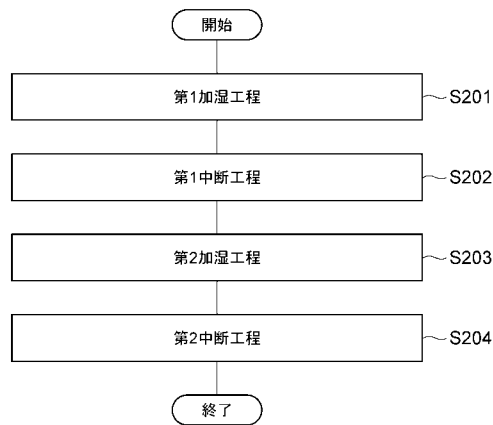 開始
第1加湿工程
S201
第1中断工程
S202
第2加湿工程
S203
第2中断工程
S204
終了